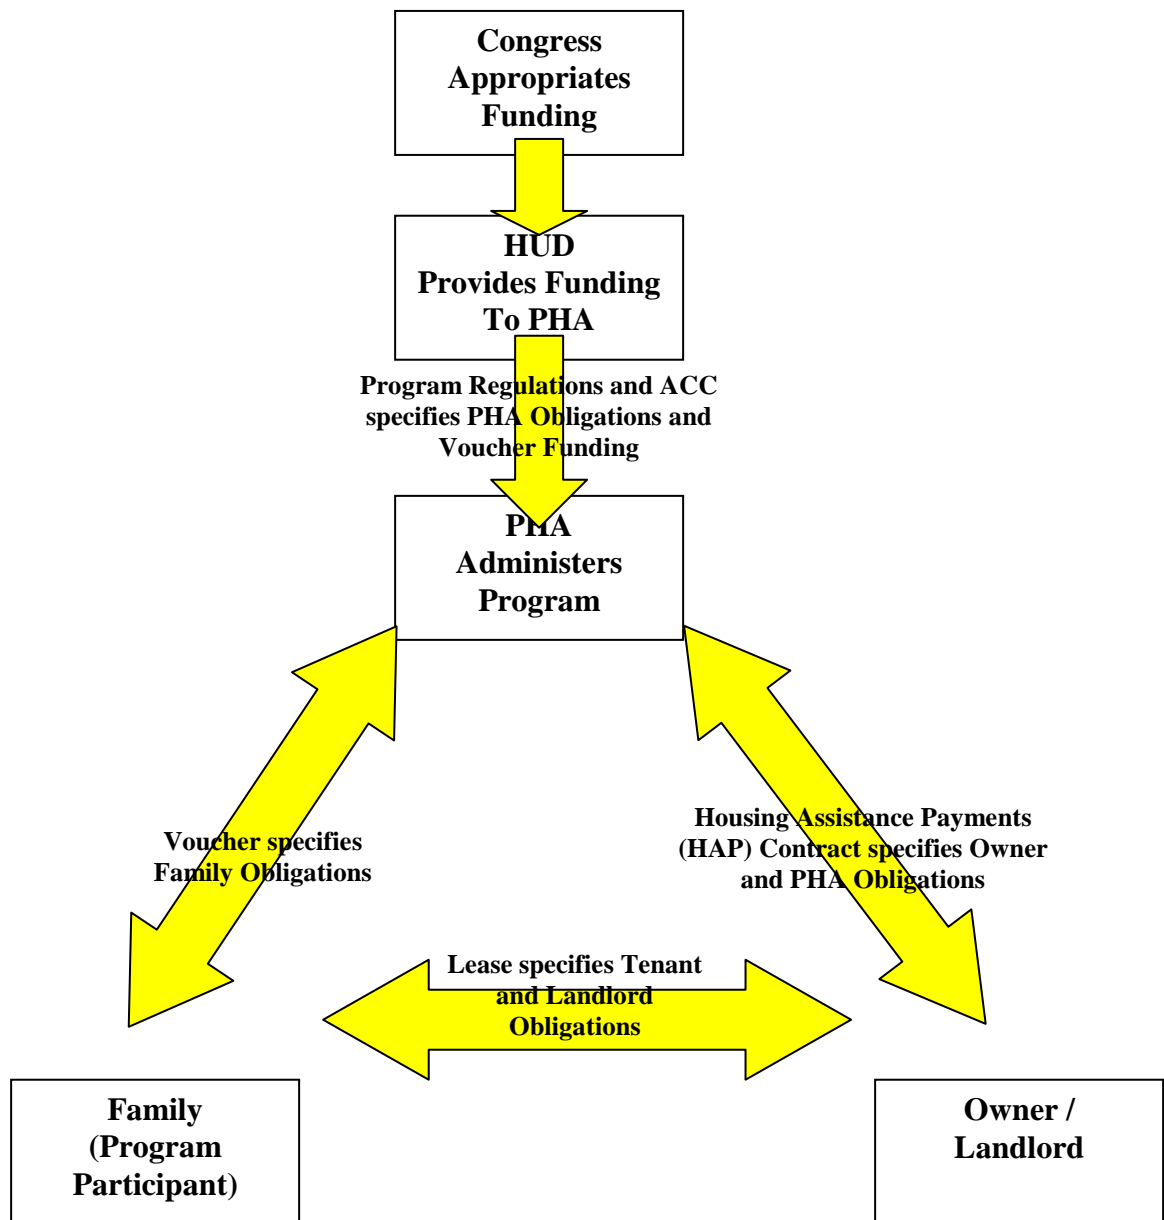 Congress
Appropriates
Funding
HUD
Provides Funding
To PHA
Program Regulations and ACC
specifies PHA Obligations and
Voucher Funding
PHA
Administers
Program
Voucher specifies
Family Obligations
Housing Assistance Payments
(HAP) Contract specifies Owner
and PHA Obligations
Lease specifies Tenant
and Landlord
Obligations
Family
(Program
Participant)
Owner /
Landlord